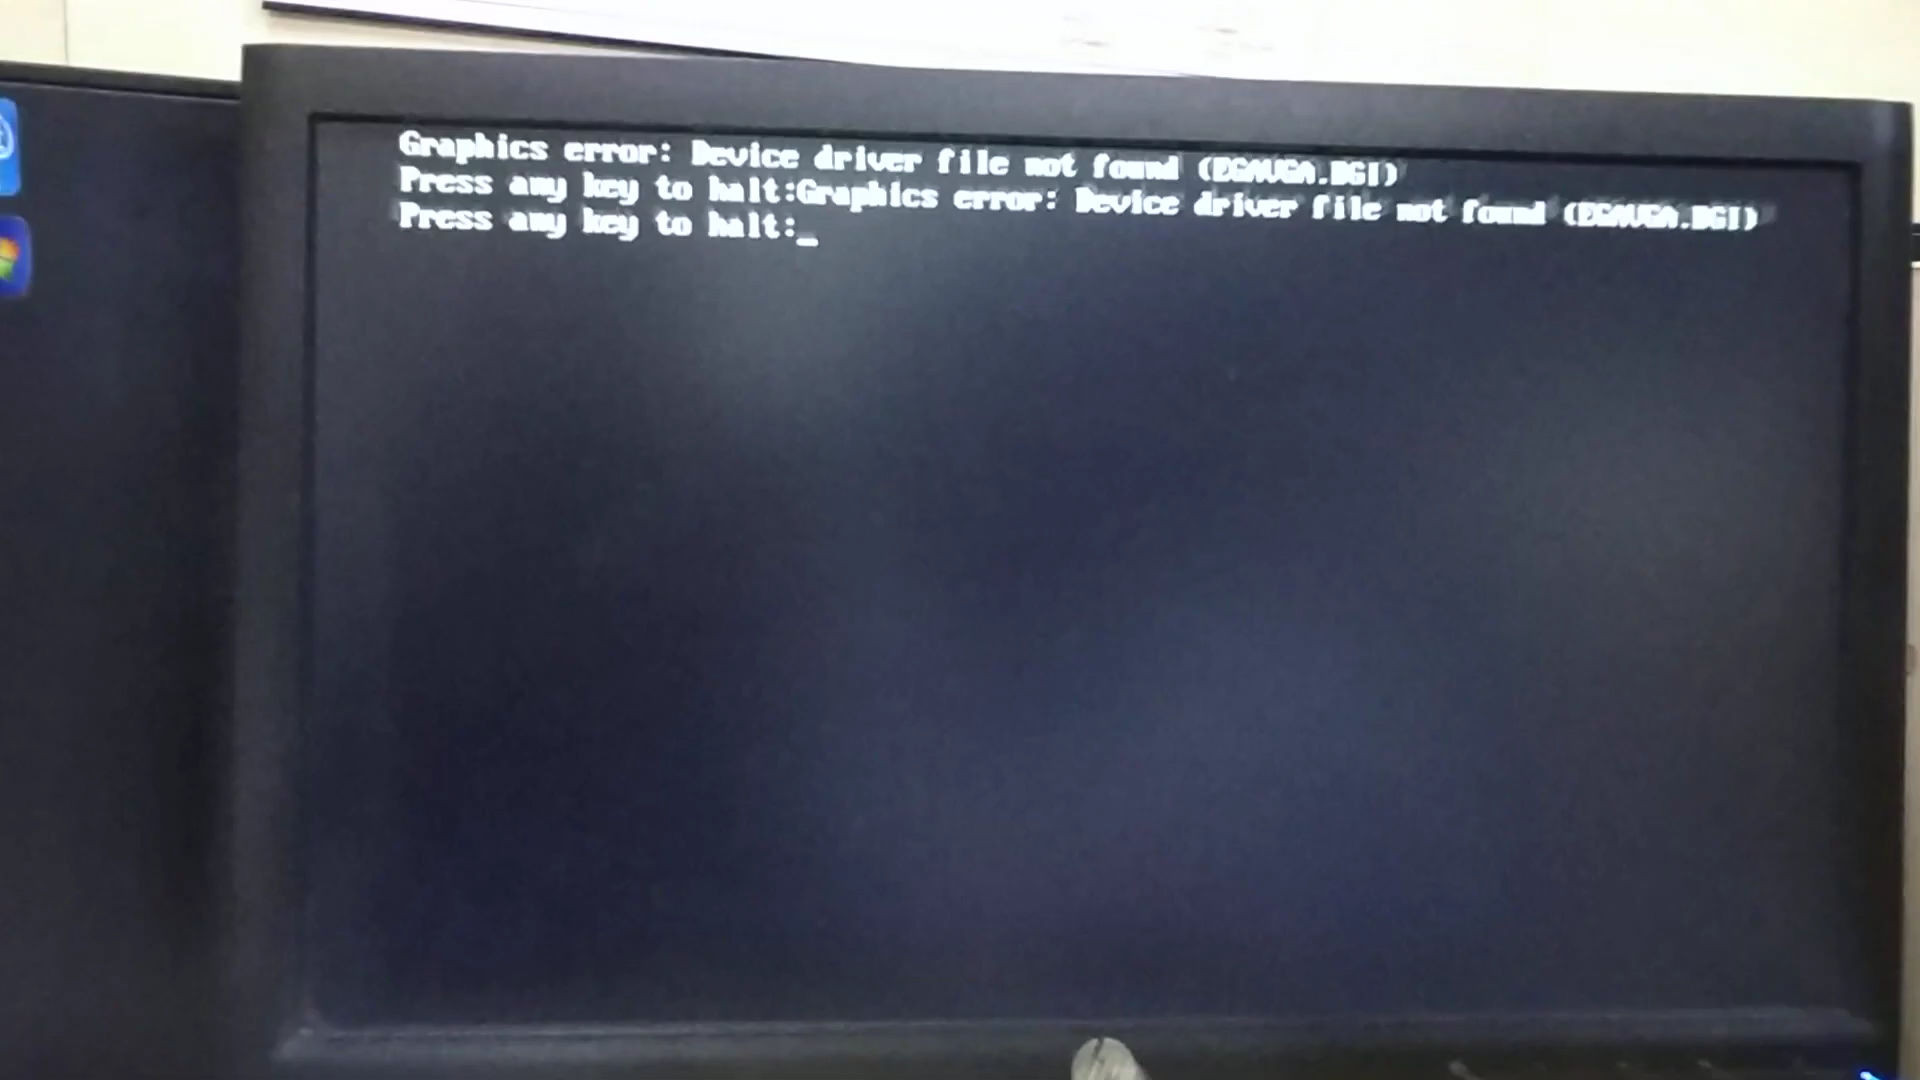 Graphics error: Device driver file not found (EGAVGA.BGI)
Press any key to halt:Graphics error: Device driver file not found (EGAVGA.BGI)
Press any key to halt:_